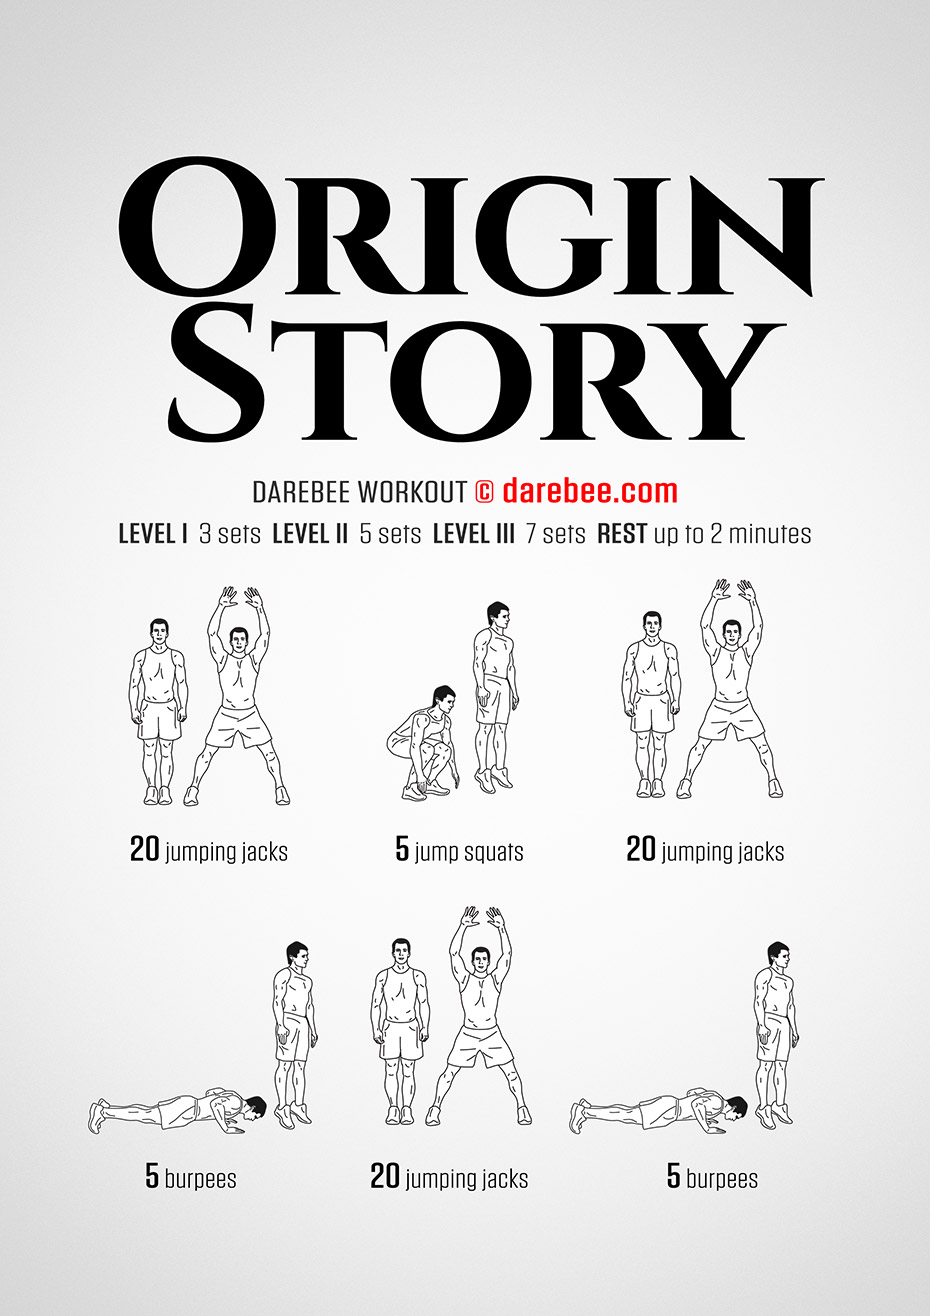 ORIGIN
STORY
DAREBEE WORKOUT © darebee.com
LEVEL I 3 sets LEVEL II 5 sets LEVEL III 7 sets REST up to 2 minutes
20 jumping jacks
5 jump squats
20 jumping jacks
5 burpees
20 jumping jacks
5 burpees